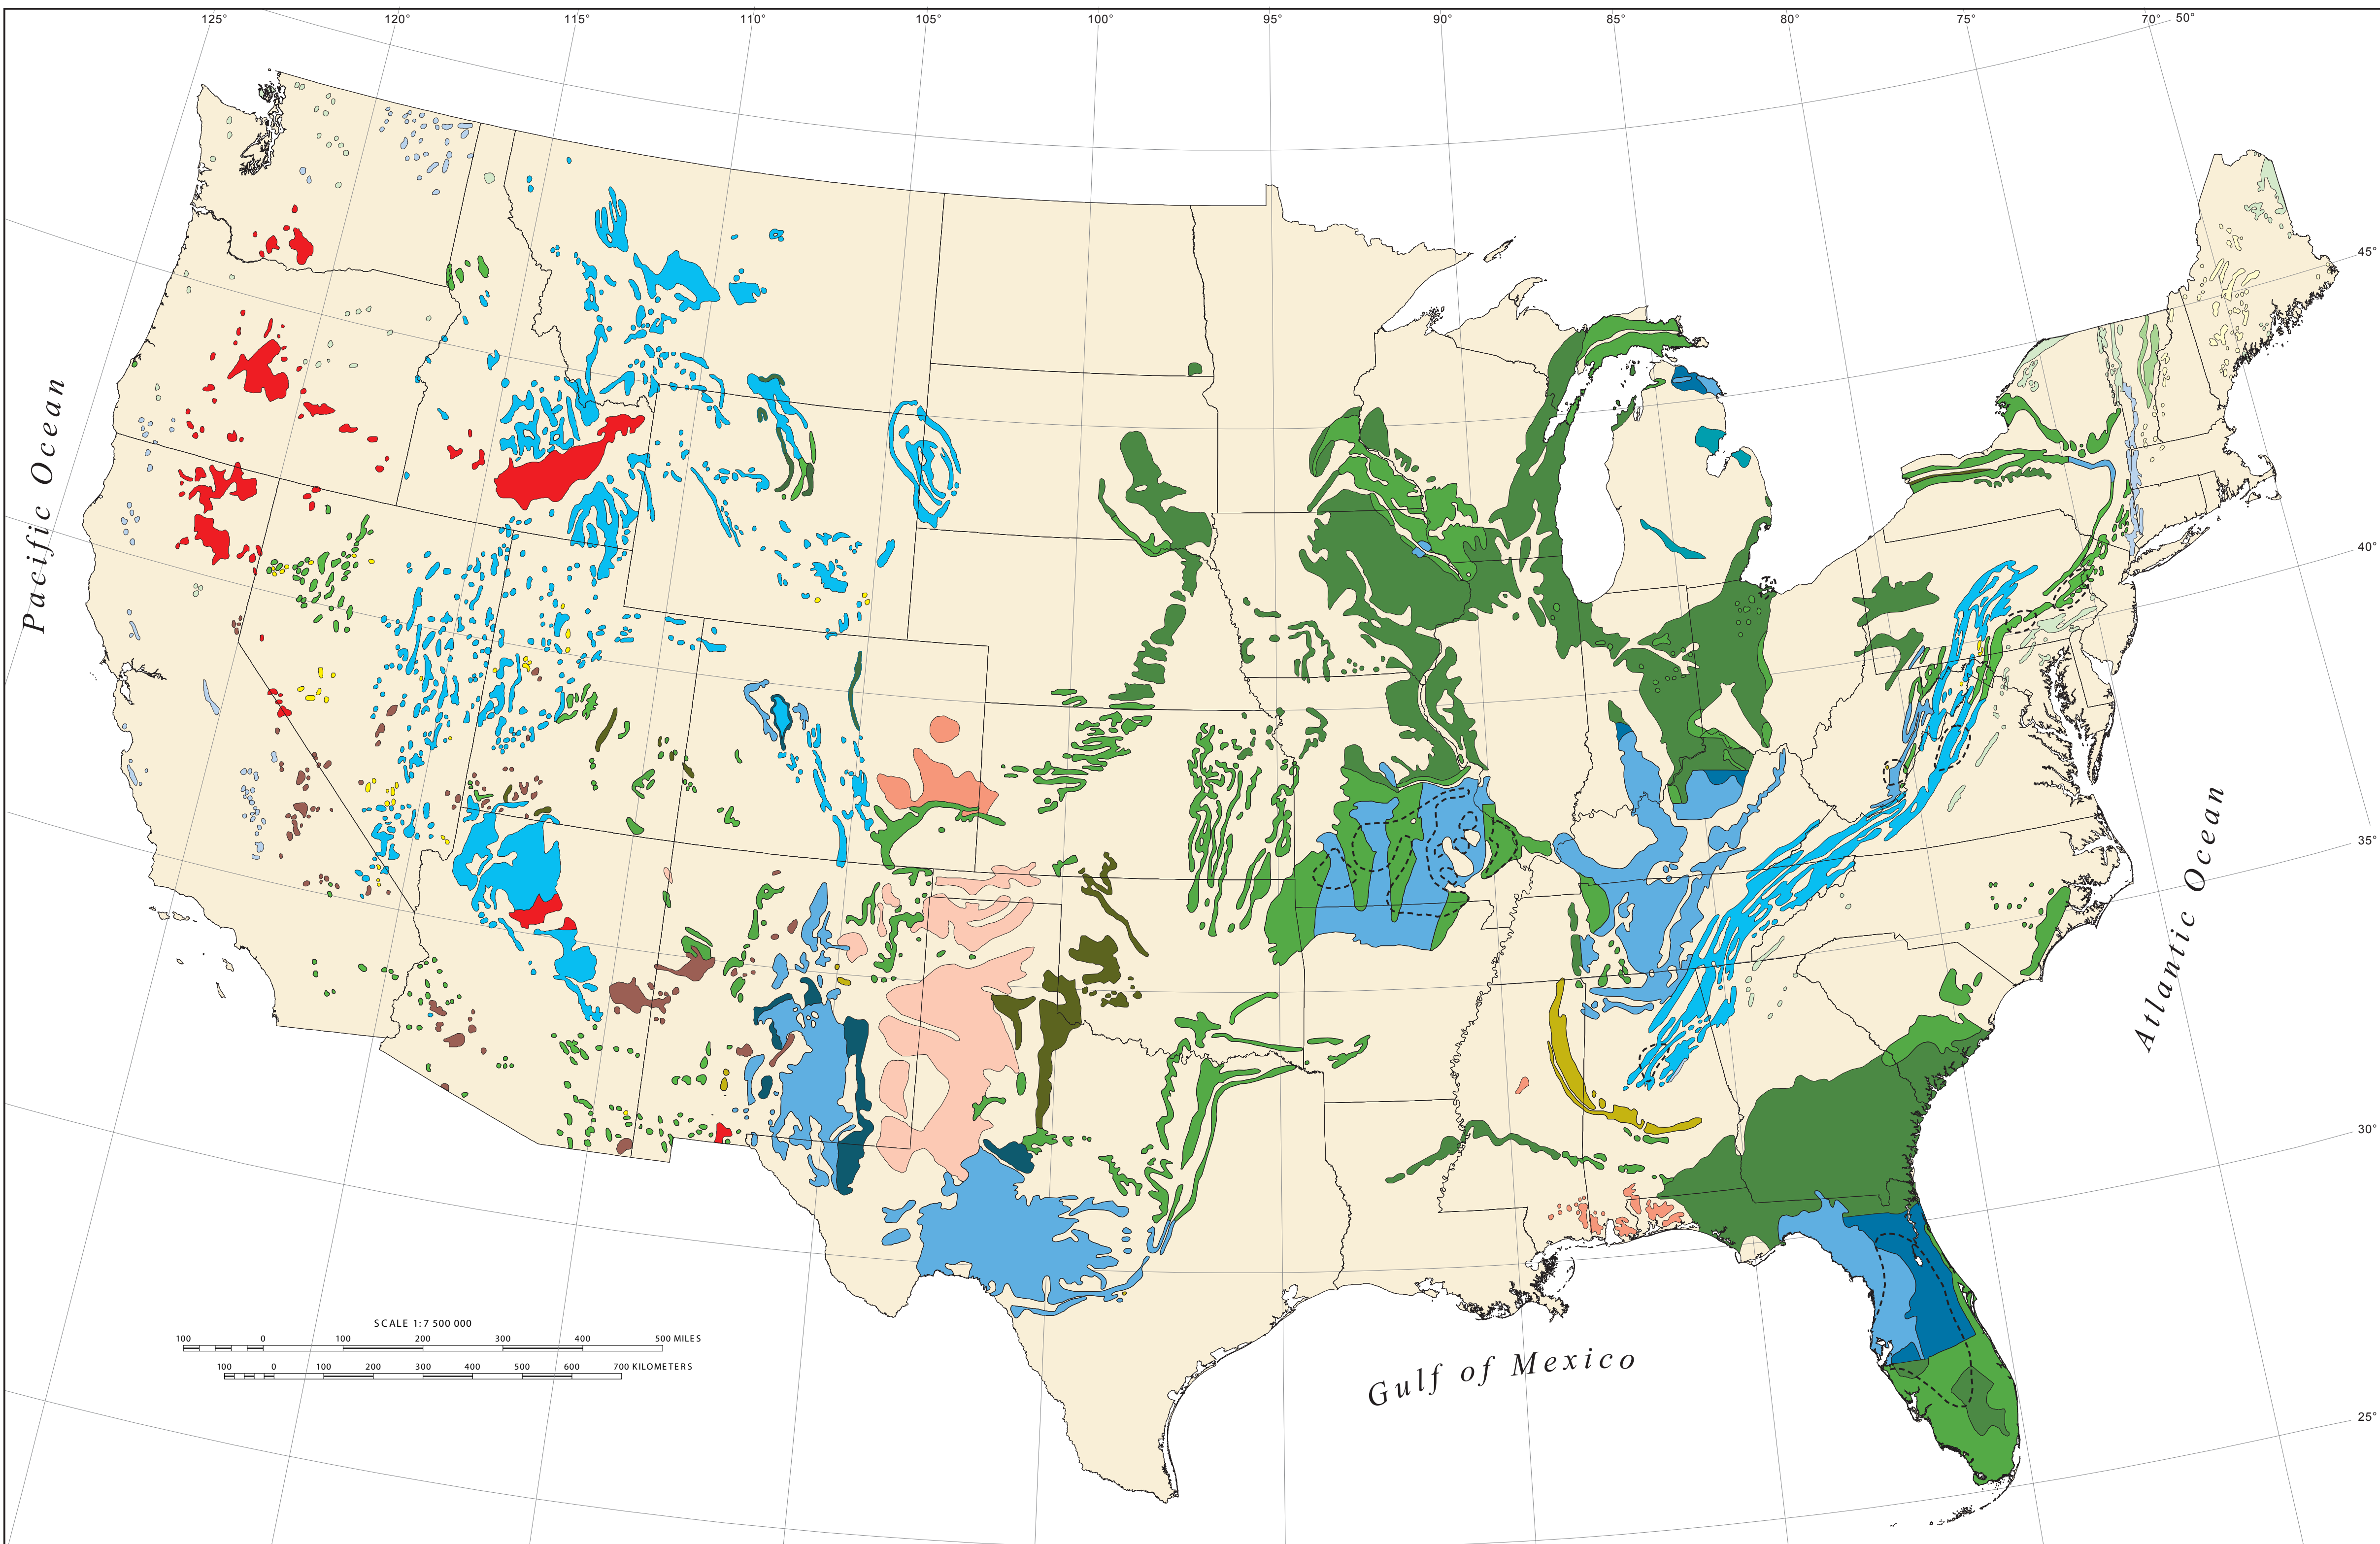 125° 120° 115° 110° 105° 100° 95° 90° 85° 80° 75° 70° 50°
45°
Pacific Ocean
40°
35°
Atlantic Ocean
30°
SCALE 1:7 500 000
100 0 100 200 300 400 500 MILES
100 0 100 200 300 400 500 600 700 KILOMETERS
Gulf of Mexico
25°